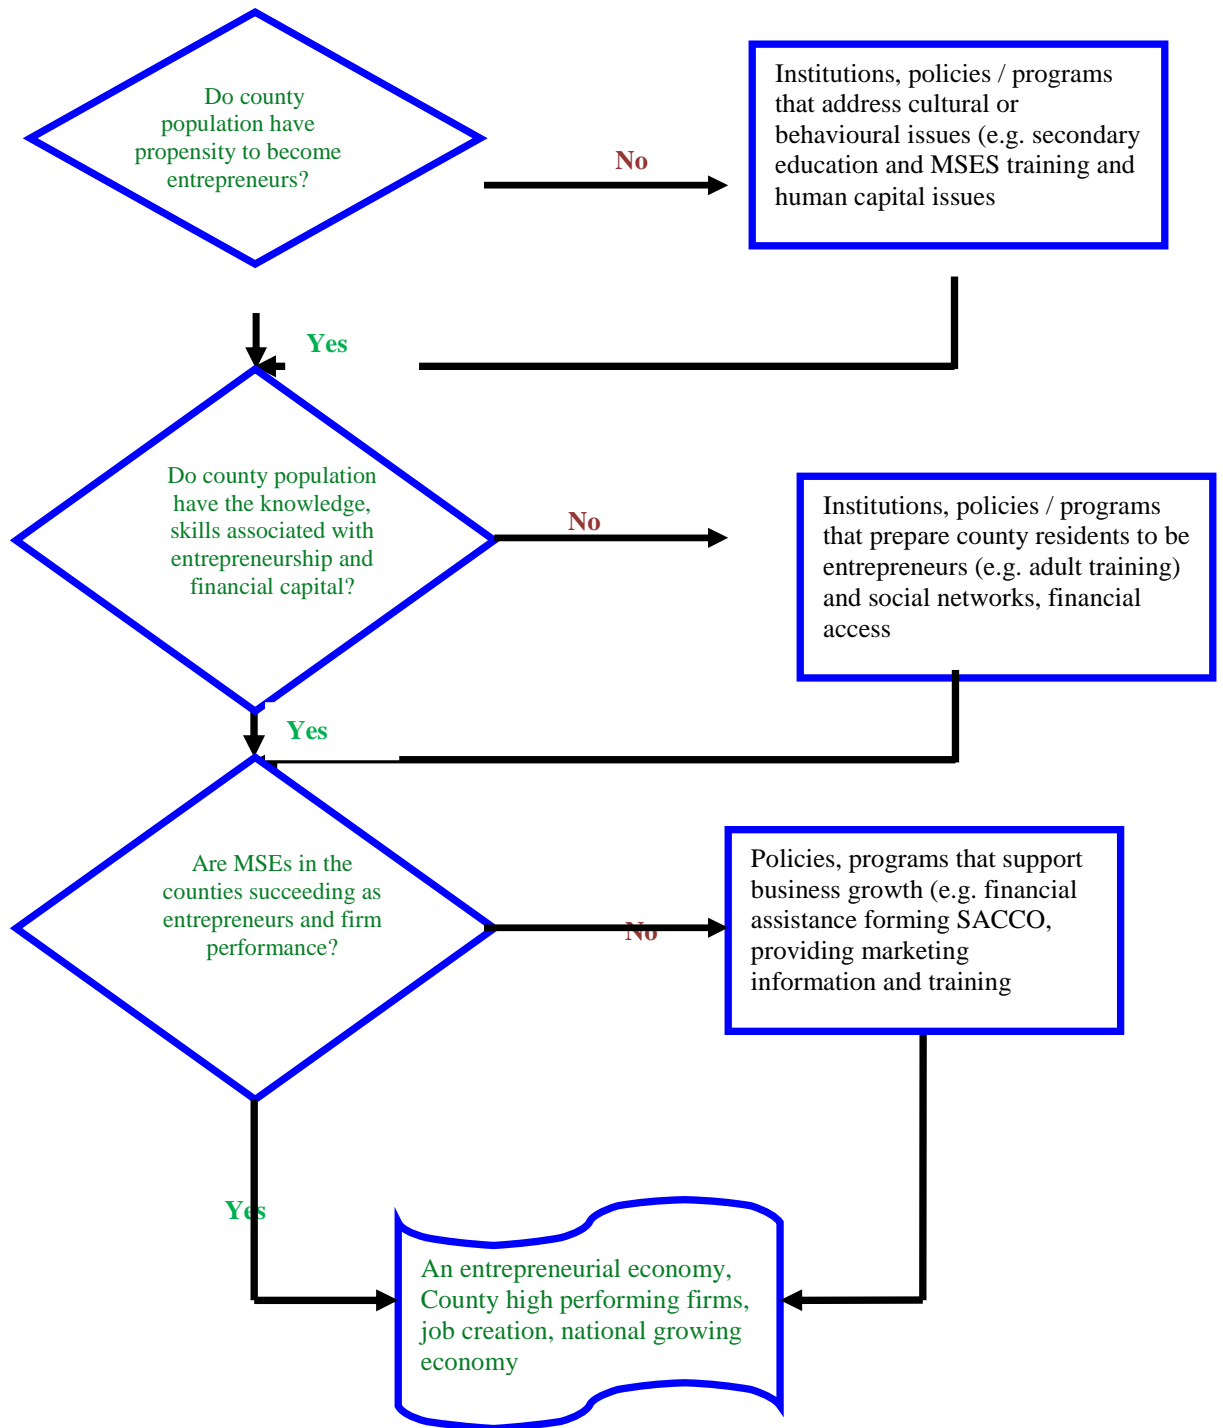 Do county
population have
propensity to become
entrepreneurs?
No
Institutions, policies / programs
that address cultural or
behavioural issues (e.g. secondary
education and MSES training and
human capital issues
Yes
Do county population
have the knowledge,
skills associated with
entrepreneurship and
financial capital?
No
Institutions, policies / programs
that prepare county residents to be
entrepreneurs (e.g. adult training)
and social networks, financial
access
Yes
Are MSEs in the
counties succeeding as
entrepreneurs and firm
performance?
No
Policies, programs that support
business growth (e.g. financial
assistance forming SACCO,
providing marketing
information and training
Yes
An entrepreneurial economy,
County high performing firms,
job creation, national growing
economy